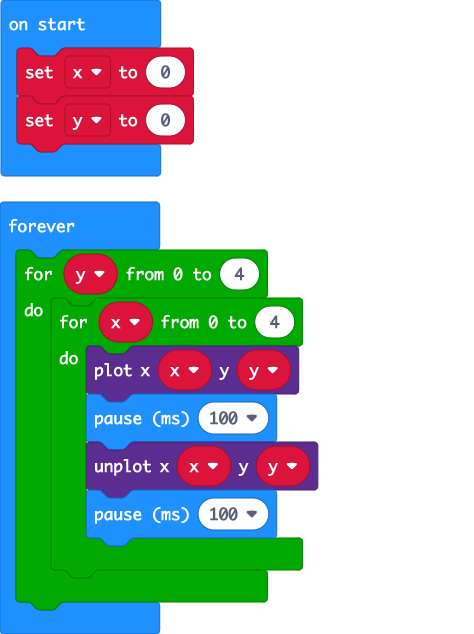 on start
set x to 0
set y to 0
forever
for y from 0 to 4
do
for x from 0 to 4
do
plot x x y y
pause (ms) 100
unplot x x y y
pause (ms) 100